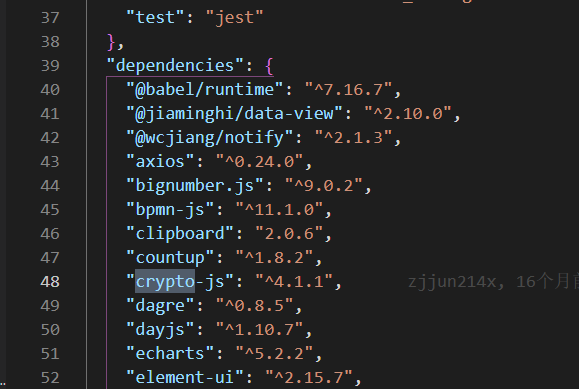 37 "test": "jest"
38 },
39 "dependencies": {
40 "@babel/runtime": "^7.16.7",
41 "@jiaminghi/data-view": "^2.10.0",
42 "@wcjiang/notify": "^2.1.3",
43 "axios": "^0.24.0",
44 "bignumber.js": "^9.0.2",
45 "bpmn-js": "^11.1.0",
46 "clipboard": "2.0.6",
47 "countup": "^1.8.2",
48 "crypto-js": "^4.1.1", zjjun214x, 16个月前
49 "dagre": "^0.8.5",
50 "dayjs": "^1.10.7",
51 "echarts": "^5.2.2",
52 "element-ui": "^2.15.7",